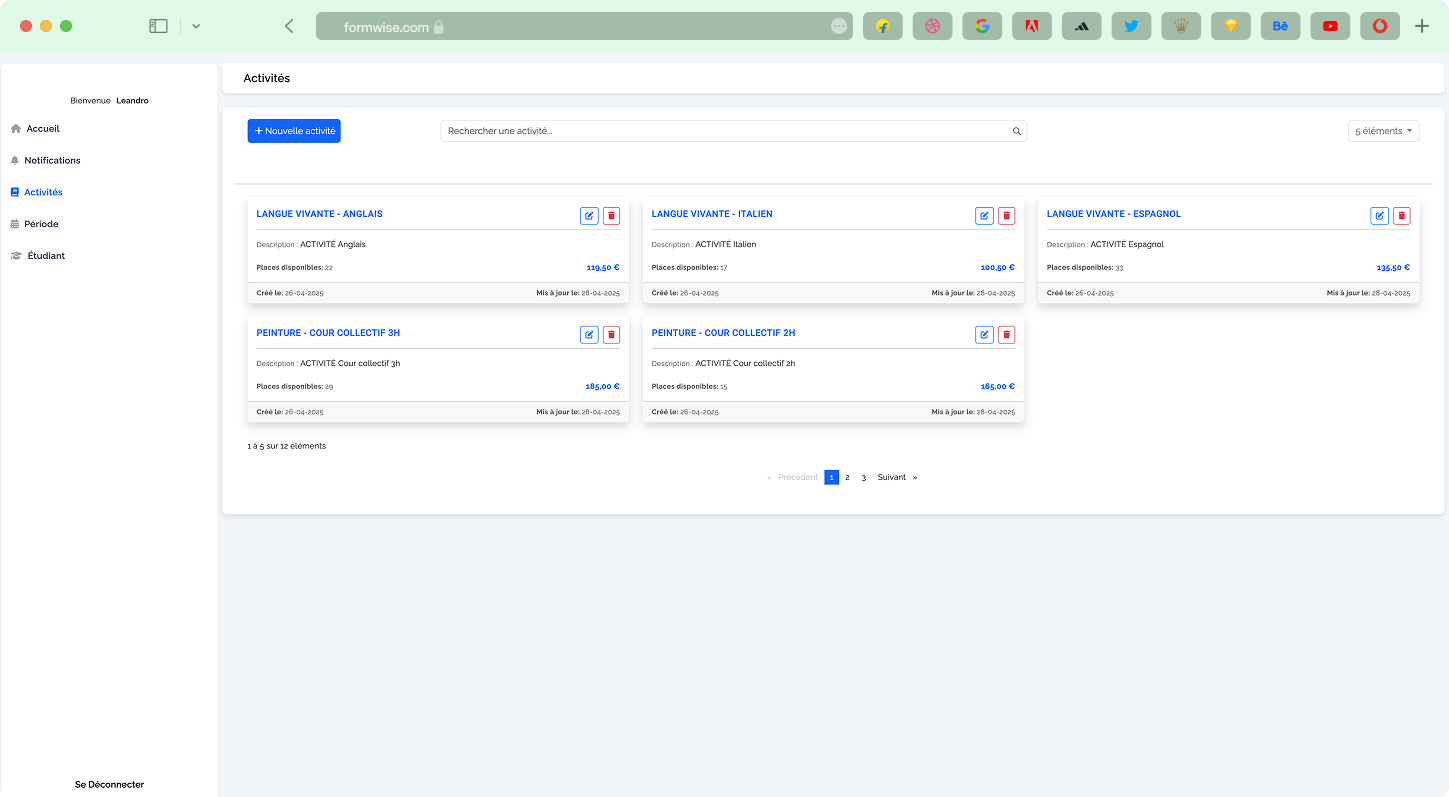 formwise.com
Bē
Bienvenue Leandro
Accueil
Notifications
Activités
Période
Étudiant
Se Déconnecter
Activités
+ Nouvelle activité
Rechercher une activité...
5 éléments
LANGUE VIVANTE - ANGLAIS
Description : ACTIVITÉ Anglais
Places disponibles: 22 119,50 €
Créé le: 26-04-2025 Mis à jour le: 28-04-2025
LANGUE VIVANTE - ITALIEN
Description : ACTIVITÉ Italien
Places disponibles: 17 100,50 €
Créé le: 26-04-2025 Mis à jour le: 28-04-2025
LANGUE VIVANTE - ESPAGNOL
Description : ACTIVITÉ Espagnol
Places disponibles: 33 135,50 €
Créé le: 26-04-2025 Mis à jour le: 28-04-2025
PEINTURE - COUR COLLECTIF 3H
Description : ACTIVITÉ Cour collectif 3h
Places disponibles: 29 185,00 €
Créé le: 26-04-2025 Mis à jour le: 28-04-2025
PEINTURE - COUR COLLECTIF 2H
Description : ACTIVITÉ Cour collectif 2h
Places disponibles: 15 165,00 €
Créé le: 26-04-2025 Mis à jour le: 28-04-2025
1 à 5 sur 12 éléments
« Précédent 1 2 3 Suivant »